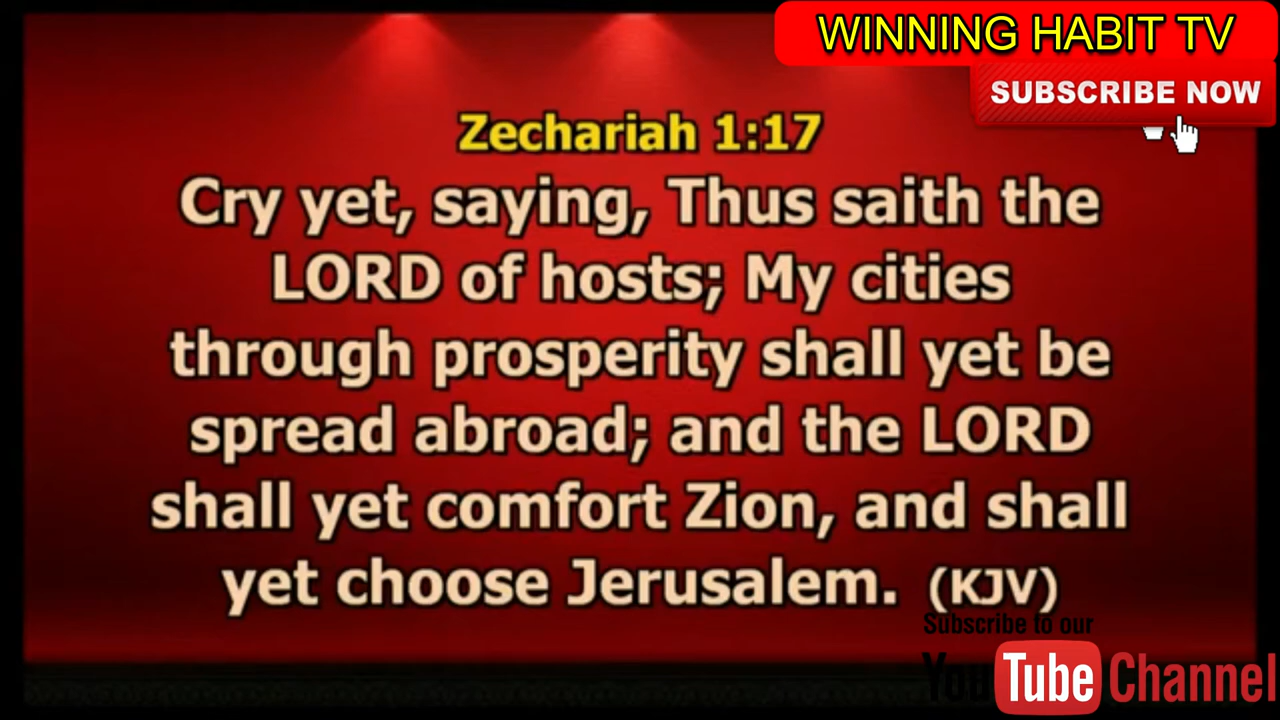 WINNING HABIT TV
SUBSCRIBE NOW
Zechariah 1:17
Cry yet, saying, Thus saith the
LORD of hosts; My cities
through prosperity shall yet be
spread abroad; and the LORD
shall yet comfort Zion, and shall
yet choose Jerusalem. (KJV)
Subscribe to our
YouTube Channel